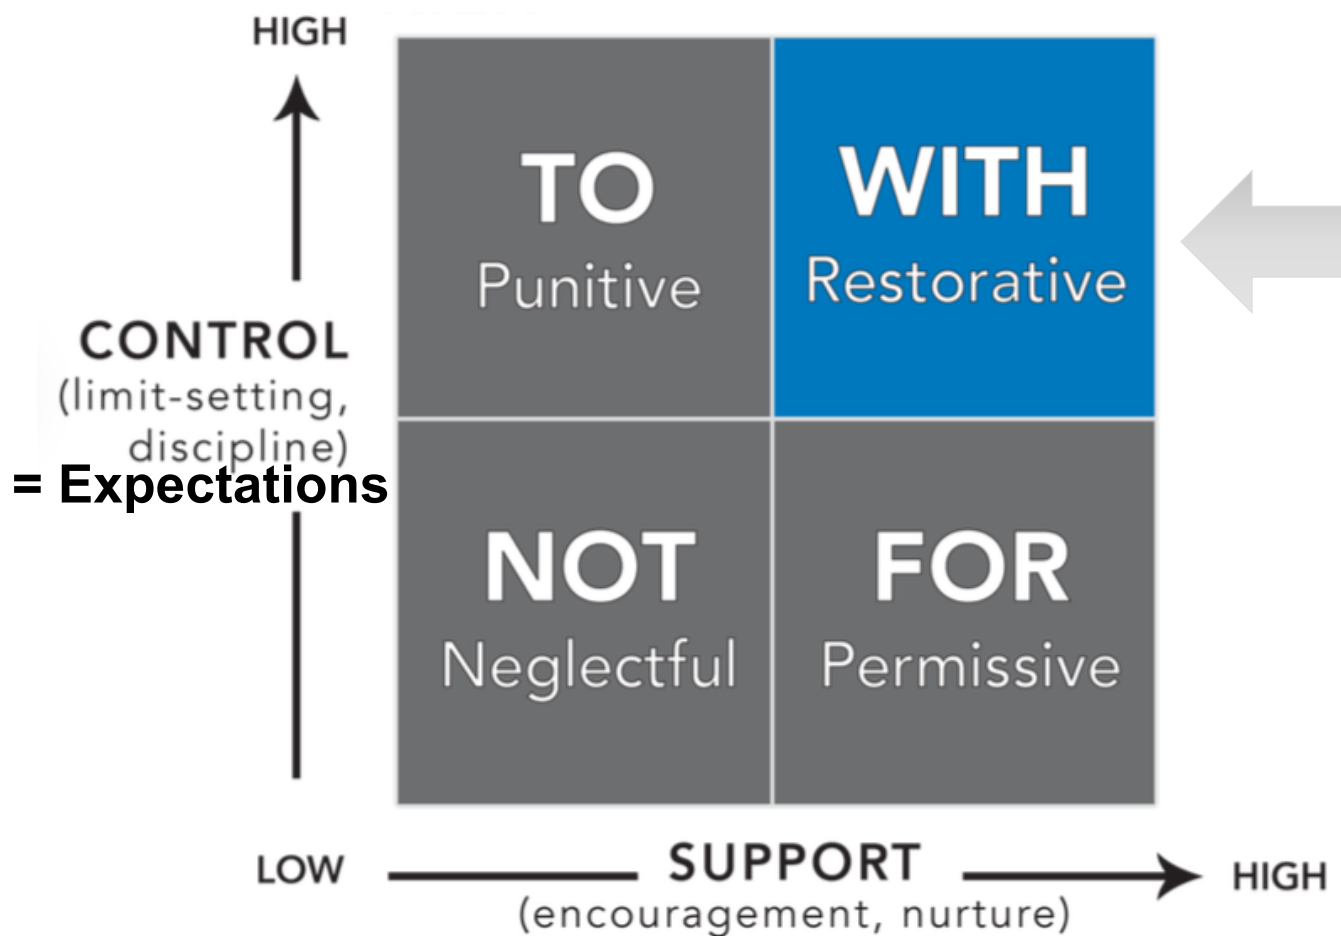 HIGH
TO
Punitive
WITH
Restorative
CONTROL
(limit-setting,
discipline)
= Expectations
NOT
Neglectful
FOR
Permissive
LOW
SUPPORT
(encouragement, nurture)
HIGH